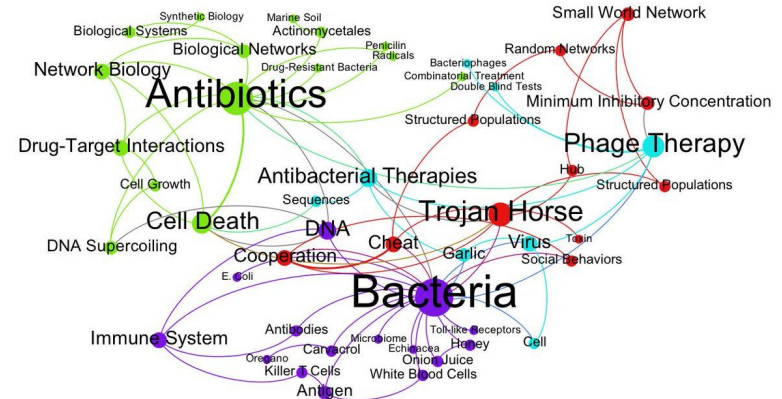 Small World Network
Synthetic Biology
Marine Soil
Biological Systems
Actinomycetales
Biological Networks
Penicilin
Radicals
Random Networks
Network Biology
Drug-Resistant Bacteria
Bacteriophages
Combinatorial Treatment
Double Blind Tests
Antibiotics
Minimum Inhibitory Concentration
Structured Populations
Drug-Target Interactions
Phage Therapy
Antibacterial Therapies
Hub
Cell Growth
Structured Populations
Sequences
Trojan Horse
Cell Death
DNA
DNA Supercoiling
Cheat
Virus
Toxin
Cooperation
Garlic
Social Behaviors
E. Coli
Bacteria
Immune System
Antibodies
Toll-like Receptors
Microbiome
Cell
Carvacrol
Echinacea
Honey
Oregano
Onion Juice
Killer T Cells
White Blood Cells
Antigen